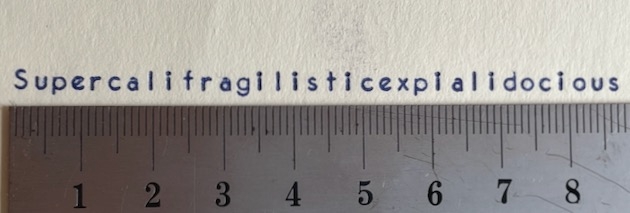 Supercalifragilisticexpialidocious
1 2 3 4 5 6 7 8